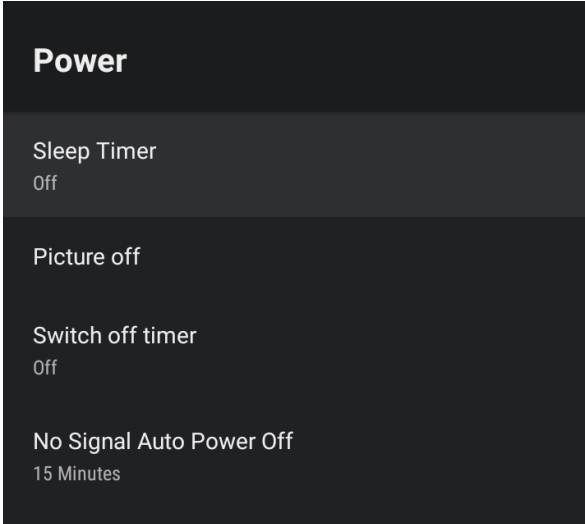 Power
Sleep Timer
Off
Picture off
Switch off timer
Off
No Signal Auto Power Off
15 Minutes